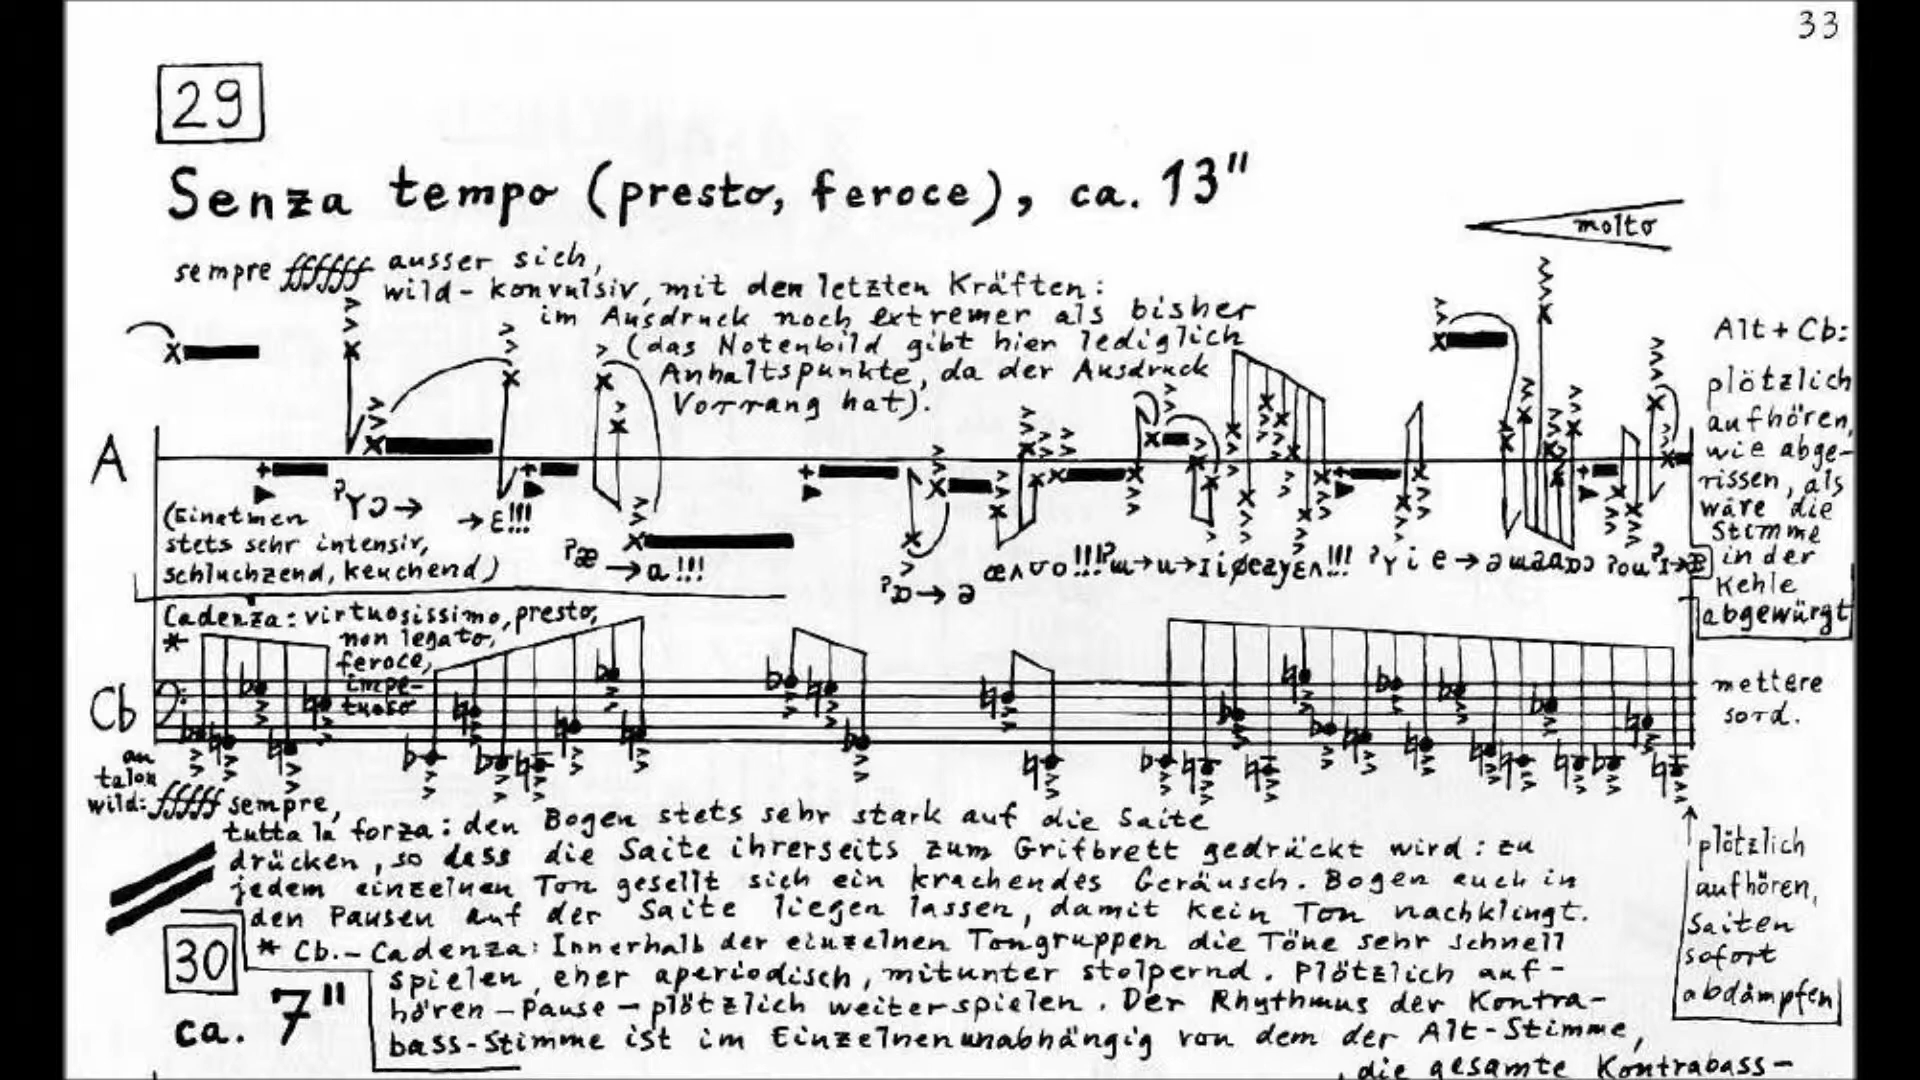 33
29
Senza tempo (presto, feroce), ca. 13"
molto
sempre ffffff ausser sich,
wild-konvulsiv, mit den letzten Kräften:
im Ausdruck noch extremer als bisher
(das Notenbild gibt hier lediglich
Anhaltspunkte, da der Ausdruck
Vorrang hat).
Alt + Cb:
plötzlich
aufhören,
wie abge-
rissen, als
wäre die
Stimme
in der
Kehle
abgewürgt
A
(Einatmen
stets sehr intensiv,
schluchzend, keuchend)
→ɛ!!!
→a!!!
Cadenza: virtuosissimo, presto,
* non legato,
feroce,
impe-
tuoso
Cb
mettere
sord.
au
talon
wild: fffff sempre,
tutta la forza: den Bogen stets sehr stark auf die Saite
drücken, so dass die Saite ihrerseits zum Grifbrett gedrückt wird: zu
jedem einzelnen Ton gesellt sich ein krachendes Geräusch. Bogen auch in
den Pausen auf der Saite liegen lassen, damit kein Ton nachklingt.
plötzlich
aufhören,
Saiten
sofort
abdämpfen
30
ca. 7"
* Cb.-Cadenza: Innerhalb der einzelnen Tongruppen die Töne sehr schnell
spielen, eher aperiodisch, mitunter stolpernd. Plötzlich auf-
hören – Pause – plötzlich weiterspielen. Der Rhythmus der Kontra-
bass-Stimme ist im Einzelnen unabhängig von dem der Alt-Stimme,
, die gesamte Kontrabass-